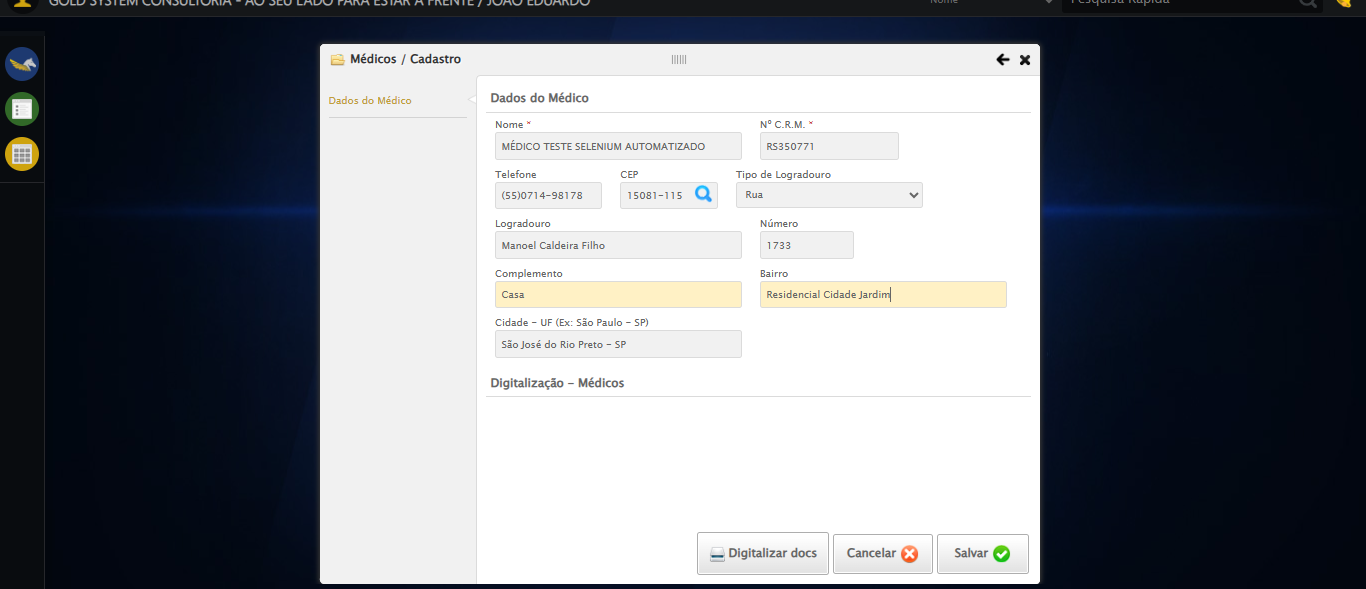 GOLD SYSTEM CONSULTORIA - AO SEU LADO PARA ESTAR À FRENTE / JOÃO EDUARDO
Nome
Pesquisa Rápida
Médicos / Cadastro
Dados do Médico
Dados do Médico
Nome *
Nº C.R.M. *
MÉDICO TESTE SELENIUM AUTOMATIZADO
RS350771
Telefone
CEP
Tipo de Logradouro
(55)0714-98178
15081-115
Rua
Logradouro
Número
Manoel Caldeira Filho
1733
Complemento
Bairro
Casa
Residencial Cidade Jardim
Cidade - UF (Ex: São Paulo - SP)
São José do Rio Preto - SP
Digitalização - Médicos
Digitalizar docs
Cancelar
Salvar